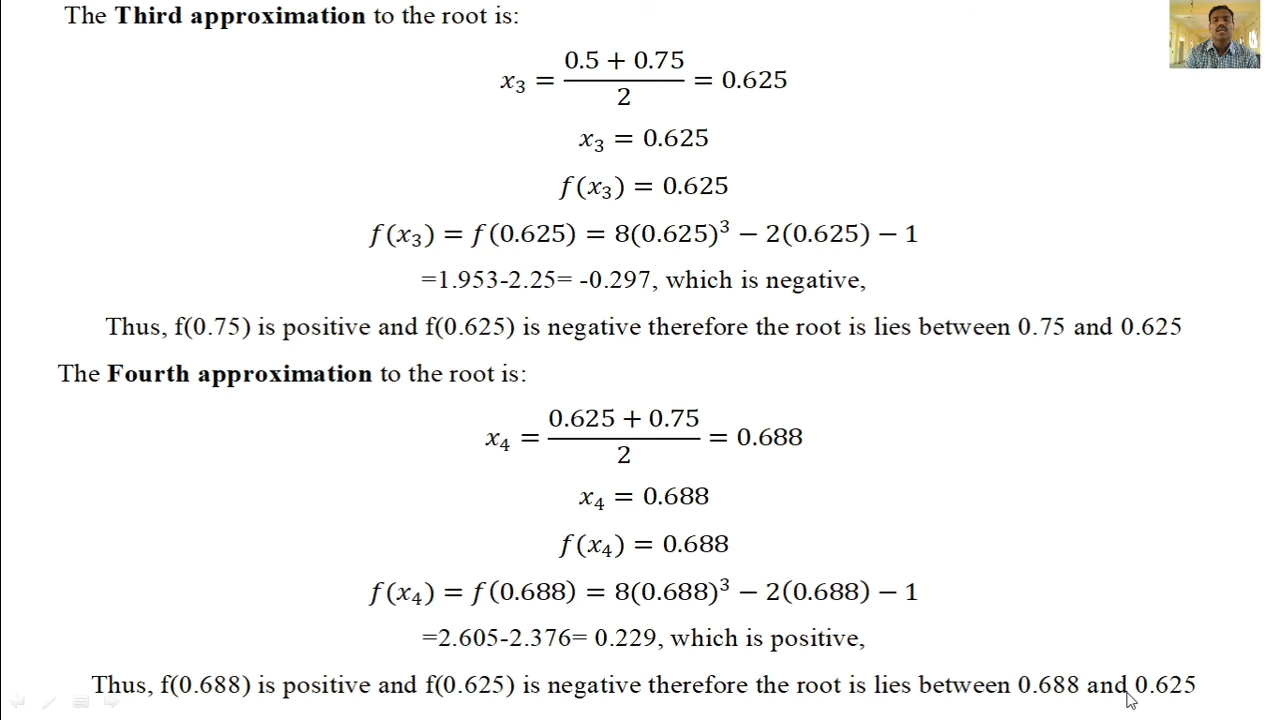 The Third approximation to the root is:
x₃ = (0.5 + 0.75)/2 = 0.625
x₃ = 0.625
f(x₃) = 0.625
f(x₃) = f(0.625) = 8(0.625)³ − 2(0.625) − 1
=1.953-2.25= -0.297, which is negative,
Thus, f(0.75) is positive and f(0.625) is negative therefore the root is lies between 0.75 and 0.625
The Fourth approximation to the root is:
x₄ = (0.625 + 0.75)/2 = 0.688
x₄ = 0.688
f(x₄) = 0.688
f(x₄) = f(0.688) = 8(0.688)³ − 2(0.688) − 1
=2.605-2.376= 0.229, which is positive,
Thus, f(0.688) is positive and f(0.625) is negative therefore the root is lies between 0.688 and 0.625